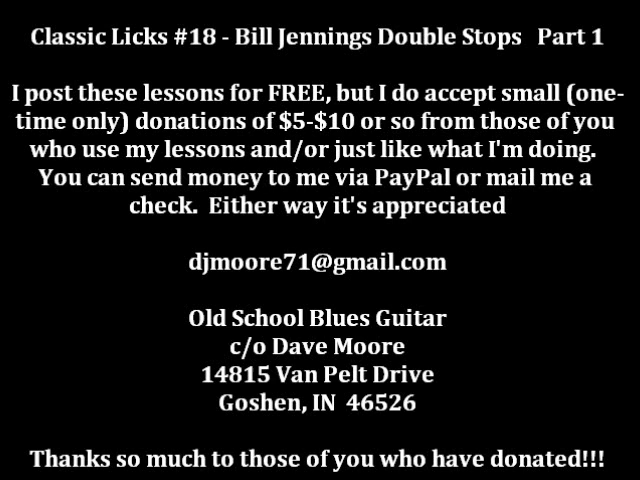 Classic Licks #18 - Bill Jennings Double Stops Part 1
I post these lessons for FREE, but I do accept small (one-
time only) donations of $5-$10 or so from those of you
who use my lessons and/or just like what I'm doing.
You can send money to me via PayPal or mail me a
check. Either way it's appreciated
djmoore71@gmail.com
Old School Blues Guitar
c/o Dave Moore
14815 Van Pelt Drive
Goshen, IN 46526
Thanks so much to those of you who have donated!!!